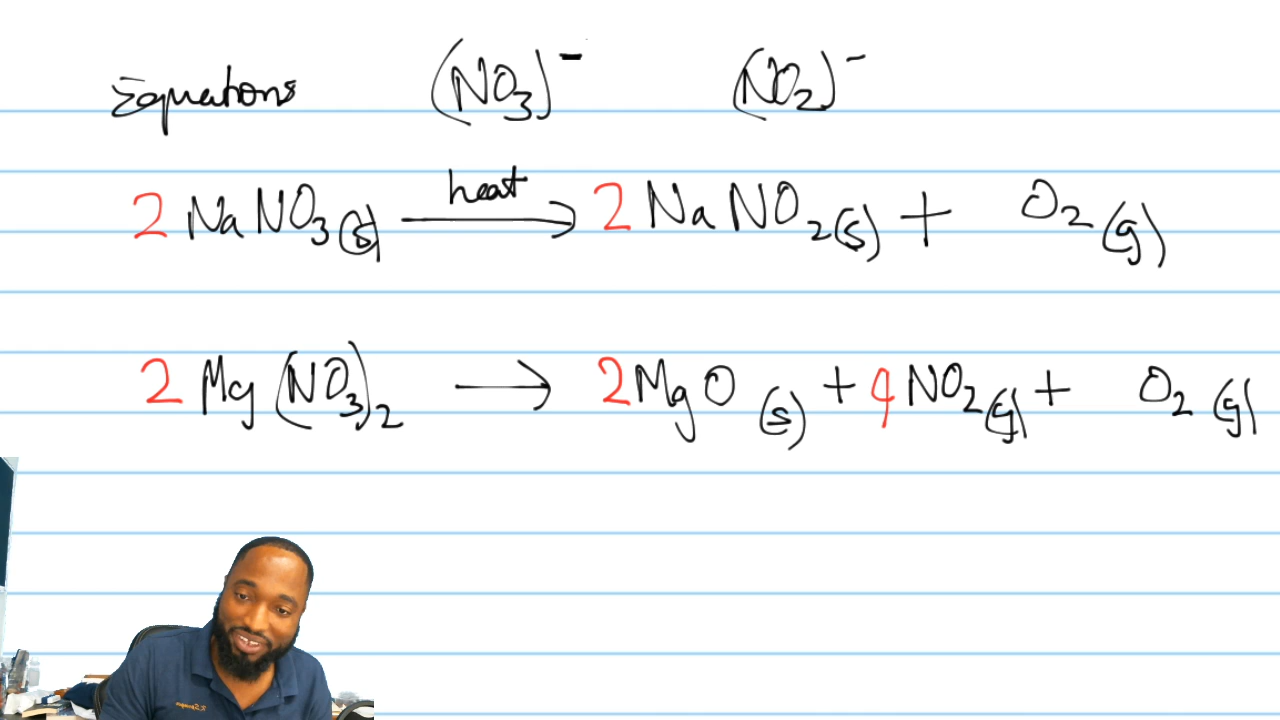 Equations (NO₃)⁻ (NO₂)⁻
2 NaNO₃(s) heat → 2 NaNO₂(s) + O₂(g)
2 Mg(NO₃)₂ → 2MgO(s) + 4NO₂(g) + O₂(g)